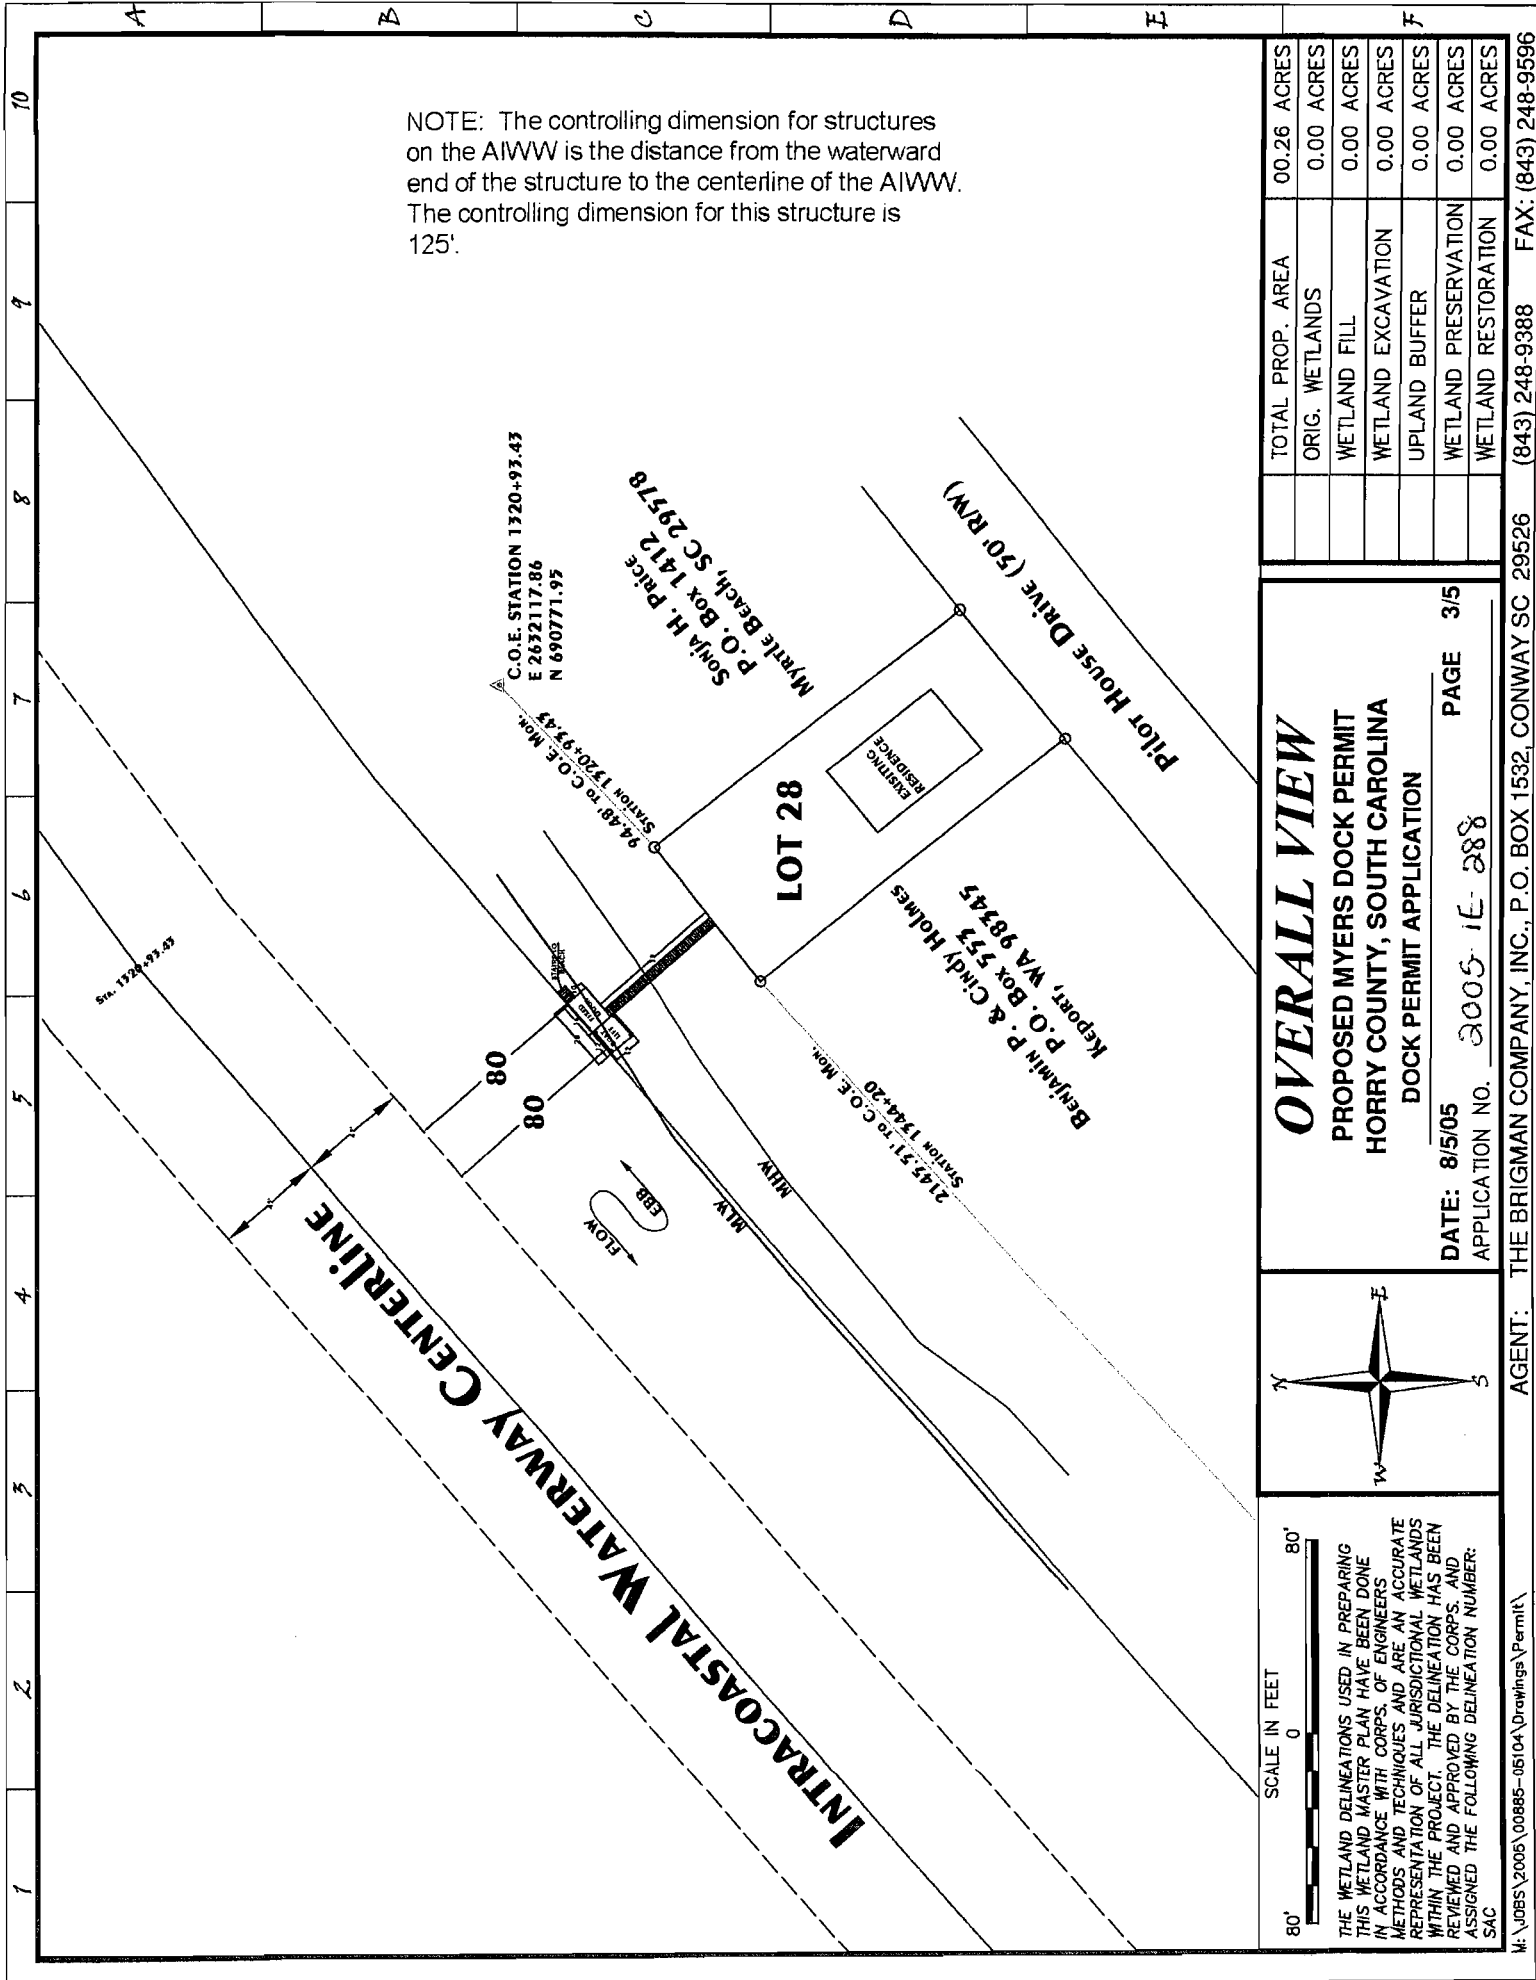 1 2 3 4 5 6 7 8 9 10
A
B
C
D
E
F
NOTE: The controlling dimension for structures
on the AIWW is the distance from the waterward
end of the structure to the centerline of the AIWW.
The controlling dimension for this structure is
125'.
INTRACOASTAL WATERWAY CENTERLINE
STA. 1320+93.43
80
80
FLOW
EBB
MLW
MHW
STAIRS TO
BEACH
FIXED
DOCK
BOAT
LIFT
C.O.E. STATION 1320+93.43
E 2632117.86
N 690771.95
94.48' TO C.O.E. MON.
STATION 1320+93.43
SONJA H. PRICE
P.O. BOX 1412
MYRTLE BEACH, SC 29578
LOT 28
EXISITING
RESIDENCE
PILOT HOUSE DRIVE (50' R/W)
BENJAMIN P. & CINDY HOLMES
P.O. BOX 553
KEPORT, WA 98345
2145.71' TO C.O.E. MON.
STATION 1344+20
SCALE IN FEET
80' 0 80'
THE WETLAND DELINEATIONS USED IN PREPARING
THIS WETLAND MASTER PLAN HAVE BEEN DONE
IN ACCORDANCE WITH CORPS. OF ENGINEERS
METHODS AND TECHNIQUES AND ARE AN ACCURATE
REPRESENTATION OF ALL JURISDICTIONAL WETLANDS
WITHIN THE PROJECT. THE DELINEATION HAS BEEN
REVIEWED AND APPROVED BY THE CORPS. AND
ASSIGNED THE FOLLOWING DELINEATION NUMBER:
SAC
N
W E
S
OVERALL VIEW
PROPOSED MYERS DOCK PERMIT
HORRY COUNTY, SOUTH CAROLINA
DOCK PERMIT APPLICATION
DATE: 8/5/05 PAGE 3/5
APPLICATION NO. 2005-1E-288
TOTAL PROP. AREA 00.26 ACRES
ORIG. WETLANDS 0.00 ACRES
WETLAND FILL 0.00 ACRES
WETLAND EXCAVATION 0.00 ACRES
UPLAND BUFFER 0.00 ACRES
WETLAND PRESERVATION 0.00 ACRES
WETLAND RESTORATION 0.00 ACRES
M: \JOBS\2005\00885-05104\Drawings\Permit\
AGENT: THE BRIGMAN COMPANY, INC., P.O. BOX 1532, CONWAY SC 29526 (843) 248-9388 FAX: (843) 248-9596